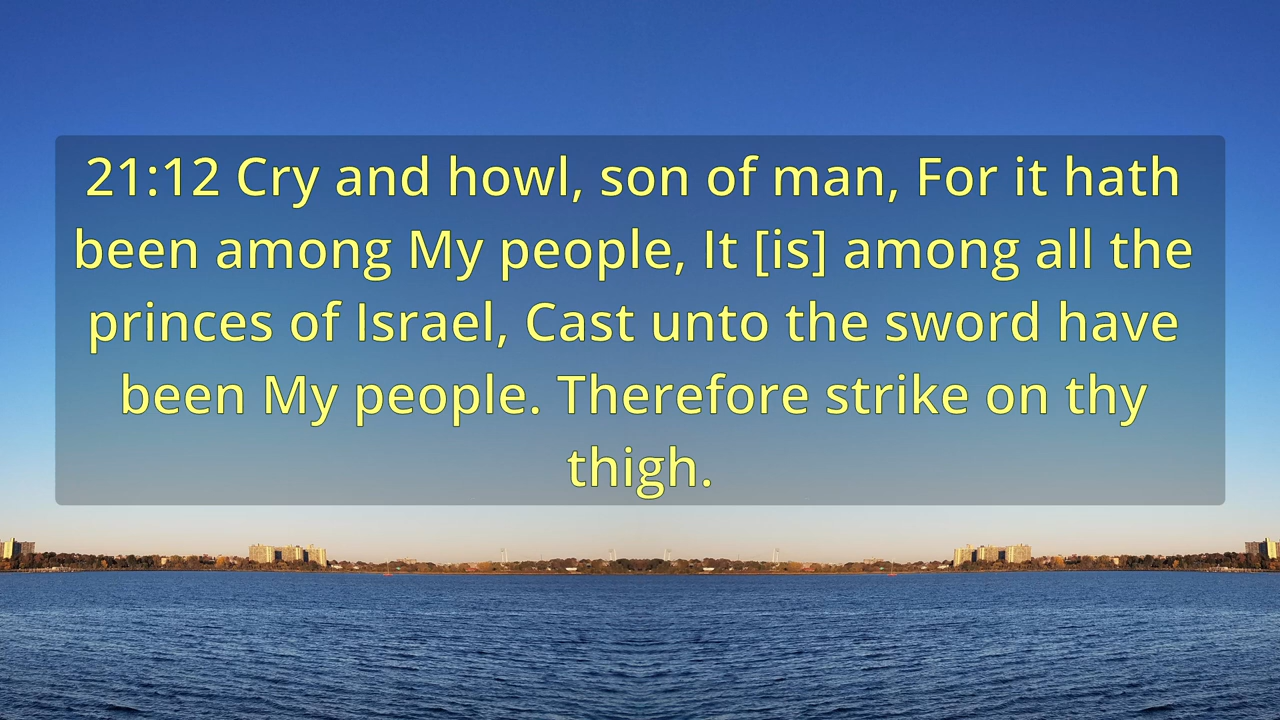 21:12 Cry and howl, son of man, For it hath
been among My people, It [is] among all the
princes of Israel, Cast unto the sword have
been My people. Therefore strike on thy
thigh.